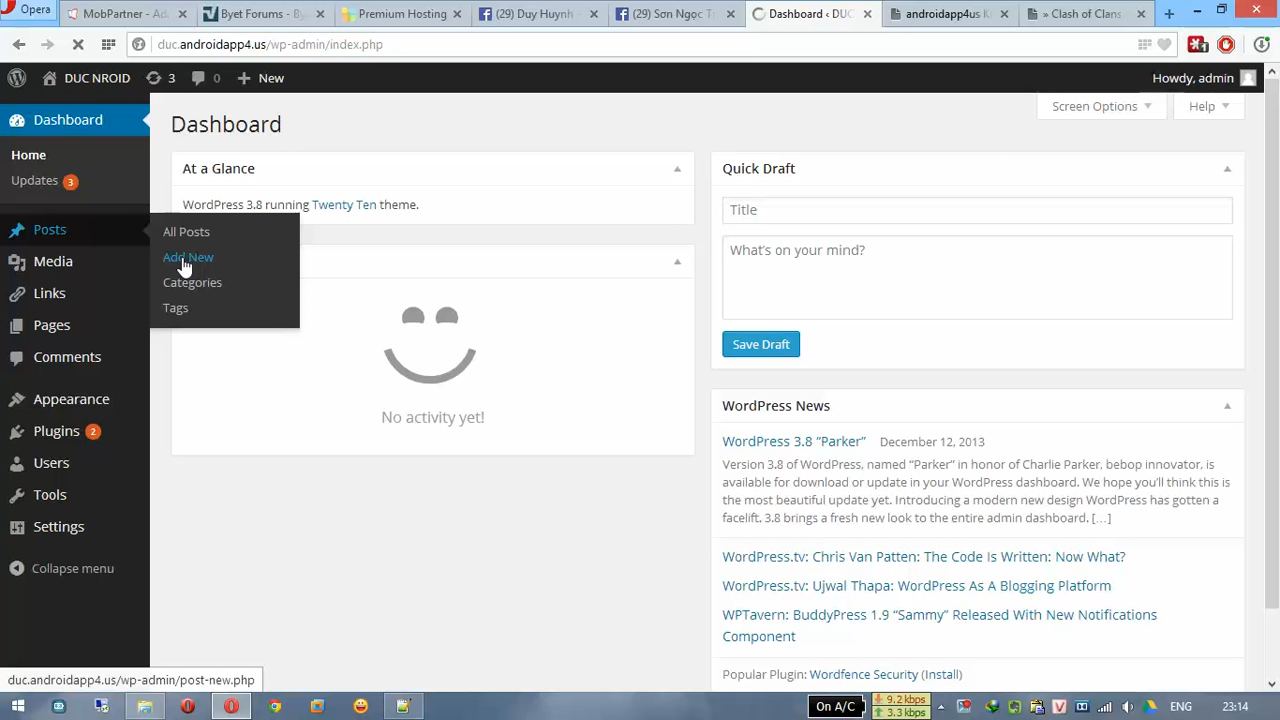 Opera
MobPartner - Ad
Byet Forums - Bya
Premium Hosting
(29) Duy Huynh
(29) Sơn Ngọc T
Dashboard ‹ DUC
androidapp4us K
» Clash of Clans
duc.androidapp4.us/wp-admin/index.php
DUC NROID
3
0
New
Howdy, admin
Dashboard
Home
Updates 3
Posts
Media
Links
Pages
Comments
Appearance
Plugins 2
Users
Tools
Settings
Collapse menu
All Posts
Add New
Categories
Tags
Screen Options
Help
Dashboard
At a Glance
WordPress 3.8 running Twenty Ten theme.
No activity yet!
Quick Draft
Title
What's on your mind?
Save Draft
WordPress News
WordPress 3.8 “Parker” December 12, 2013
Version 3.8 of WordPress, named “Parker” in honor of Charlie Parker, bebop innovator, is
available for download or update in your WordPress dashboard. We hope you'll think this is
the most beautiful update yet. Introducing a modern new design WordPress has gotten a
facelift. 3.8 brings a fresh new look to the entire admin dashboard. […]
WordPress.tv: Chris Van Patten: The Code Is Written: Now What?
WordPress.tv: Ujwal Thapa: WordPress As A Blogging Platform
WPTavern: BuddyPress 1.9 “Sammy” Released With New Notifications
Component
Popular Plugin: Wordfence Security (Install)
duc.androidapp4.us/wp-admin/post-new.php
On A/C
9.2 kbps
3.3 kbps
ENG
23:14